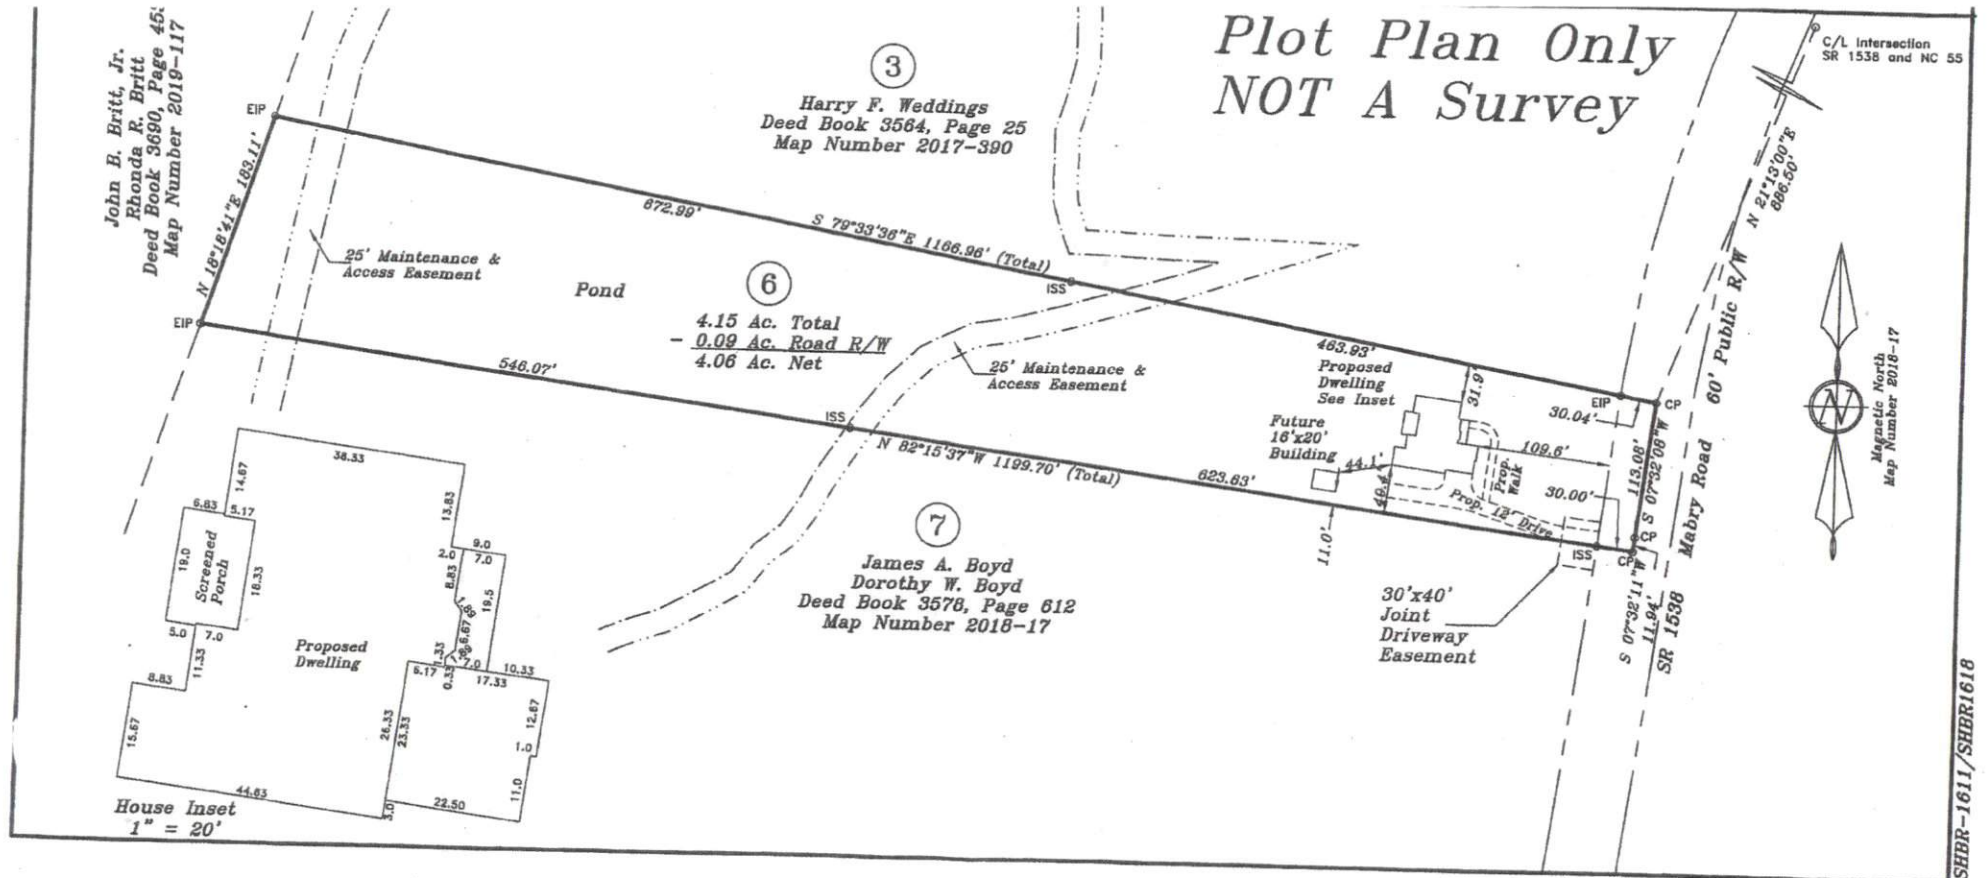 Plot Plan Only
NOT A Survey
C/L Intersection
SR 1538 and NC 55
John B. Britt, Jr.
Rhonda R. Britt
Deed Book 3690, Page
Map Number 2019-117
3
Harry F. Weddings
Deed Book 3564, Page 25
Map Number 2017-390
EIP
N 18°18'41"E 183.11'
EIP
672.99'
S 79°33'36"E 1166.96' (Total)
ISS
463.93'
EIP
CP
N 21°13'00"E
886.50'
60' Public R/W
25' Maintenance &
Access Easement
Pond
6
4.15 Ac. Total
- 0.09 Ac. Road R/W
4.06 Ac. Net
25' Maintenance &
Access Easement
546.07'
ISS
N 82°15'37"W 1199.70' (Total)
623.63'
Proposed
Dwelling
See Inset
31.9'
30.04'
Future
16'x20'
Building
44.1'
109.6'
Prop.
Walk
Prop. 12' Drive
30.00'
113.08'
S 07°32'08"W
11.0'
ISS
CP
CP
S 07°32'11"W
11.94'
SR 1538 Mabry Road
30'x40'
Joint
Driveway
Easement
Magnetic North
Map Number 2018-17
N
7
James A. Boyd
Dorothy W. Boyd
Deed Book 3578, Page 612
Map Number 2018-17
38.33
14.67
13.83
6.83
5.17
19.0
Screened
Porch
18.33
5.0
7.0
11.33
8.83
15.67
44.63
Proposed
Dwelling
2.0
9.0
7.0
8.83
1.89
6.67
19.5
1.33
7.0
10.33
0.33
17.33
26.33
23.33
12.67
1.0
11.0
22.50
3.0
House Inset
1" = 20'
SHBR-1611/SHBR1618